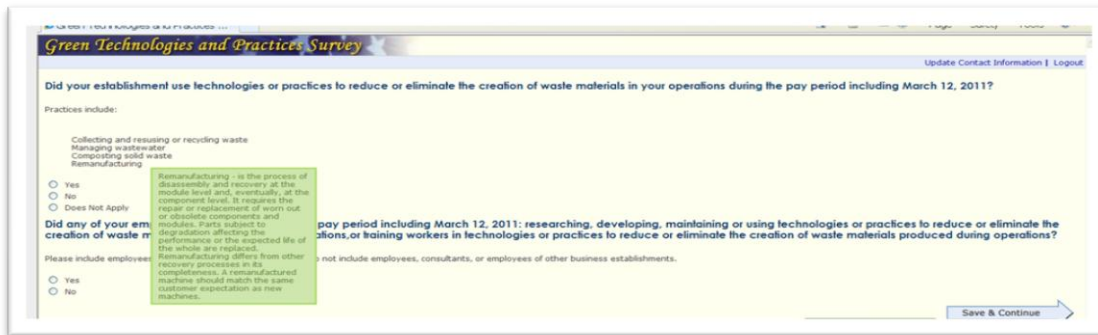 Green Technologies and Practices ...
Green Technologies and Practices Survey
Update Contact Information | Logout
Did your establishment use technologies or practices to reduce or eliminate the creation of waste materials in your operations during the pay period including March 12, 2011?
Practices include:
Collecting and resusing or recycling waste
Managing wastewater
Composting solid waste
Remanufacturing
Yes
No
Does Not Apply
Remanufacturing - is the process of
disassembly and recovery at the
module level and, eventually, at the
component level. It requires the
repair or replacement of worn out
or obsolete components and
modules. Parts subject to
degradation affecting the
performance or the expected life of
the whole are replaced.
Remanufacturing differs from other
recovery processes in its
completeness. A remanufactured
machine should match the same
customer expectation as new
machines.
Did any of your em pay period including March 12, 2011: researching, developing, maintaining or using technologies or practices to reduce or eliminate the
creation of waste m ations,or training workers in technologies or practices to reduce or eliminate the creation of waste materials produced during operations?
Please include employees not include employees, consultants, or employees of other business establishments.
Yes
No
Save & Continue